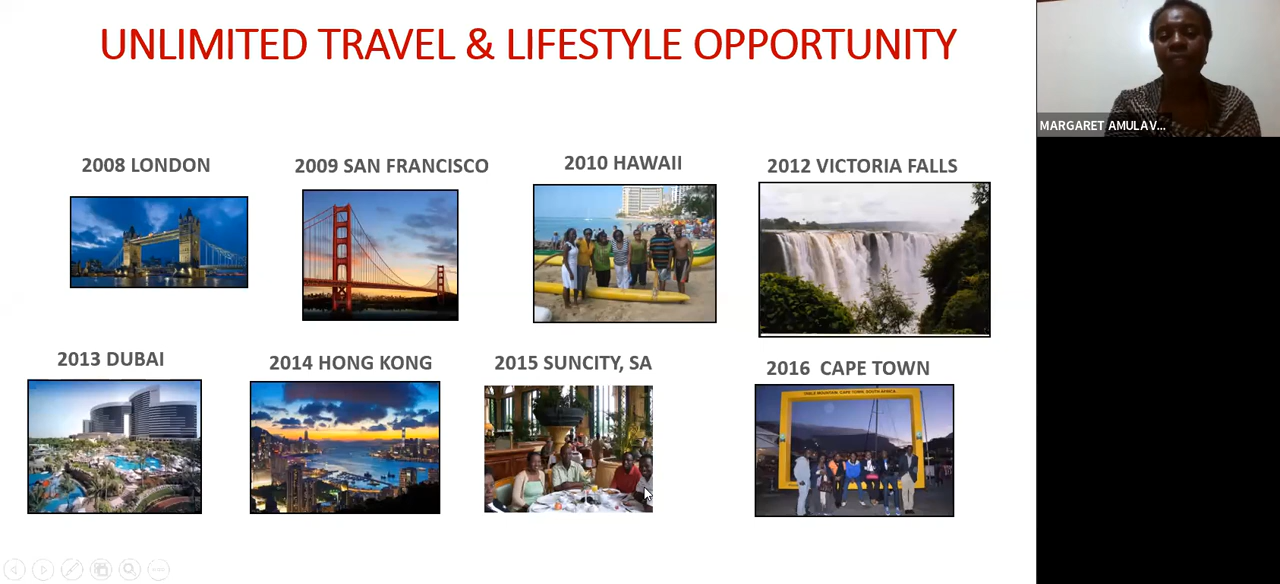 UNLIMITED TRAVEL & LIFESTYLE OPPORTUNITY
MARGARET AMULA V...
2008 LONDON
2009 SAN FRANCISCO
2010 HAWAII
2012 VICTORIA FALLS
2013 DUBAI
2014 HONG KONG
2015 SUNCITY, SA
2016 CAPE TOWN